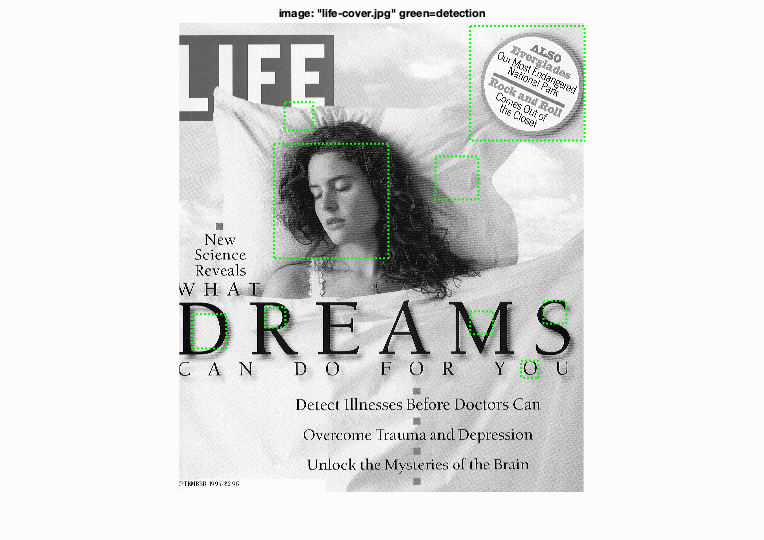 image: "life-cover.jpg" green=detection
LIFE
ALSO
Everglades
Our Most Endangered
National Park
Rock and Roll
Comes Out of
the Closet
New
Science
Reveals
WHAT
DREAMS
CAN DO FOR YOU
Detect Illnesses Before Doctors Can
Overcome Trauma and Depression
Unlock the Mysteries of the Brain